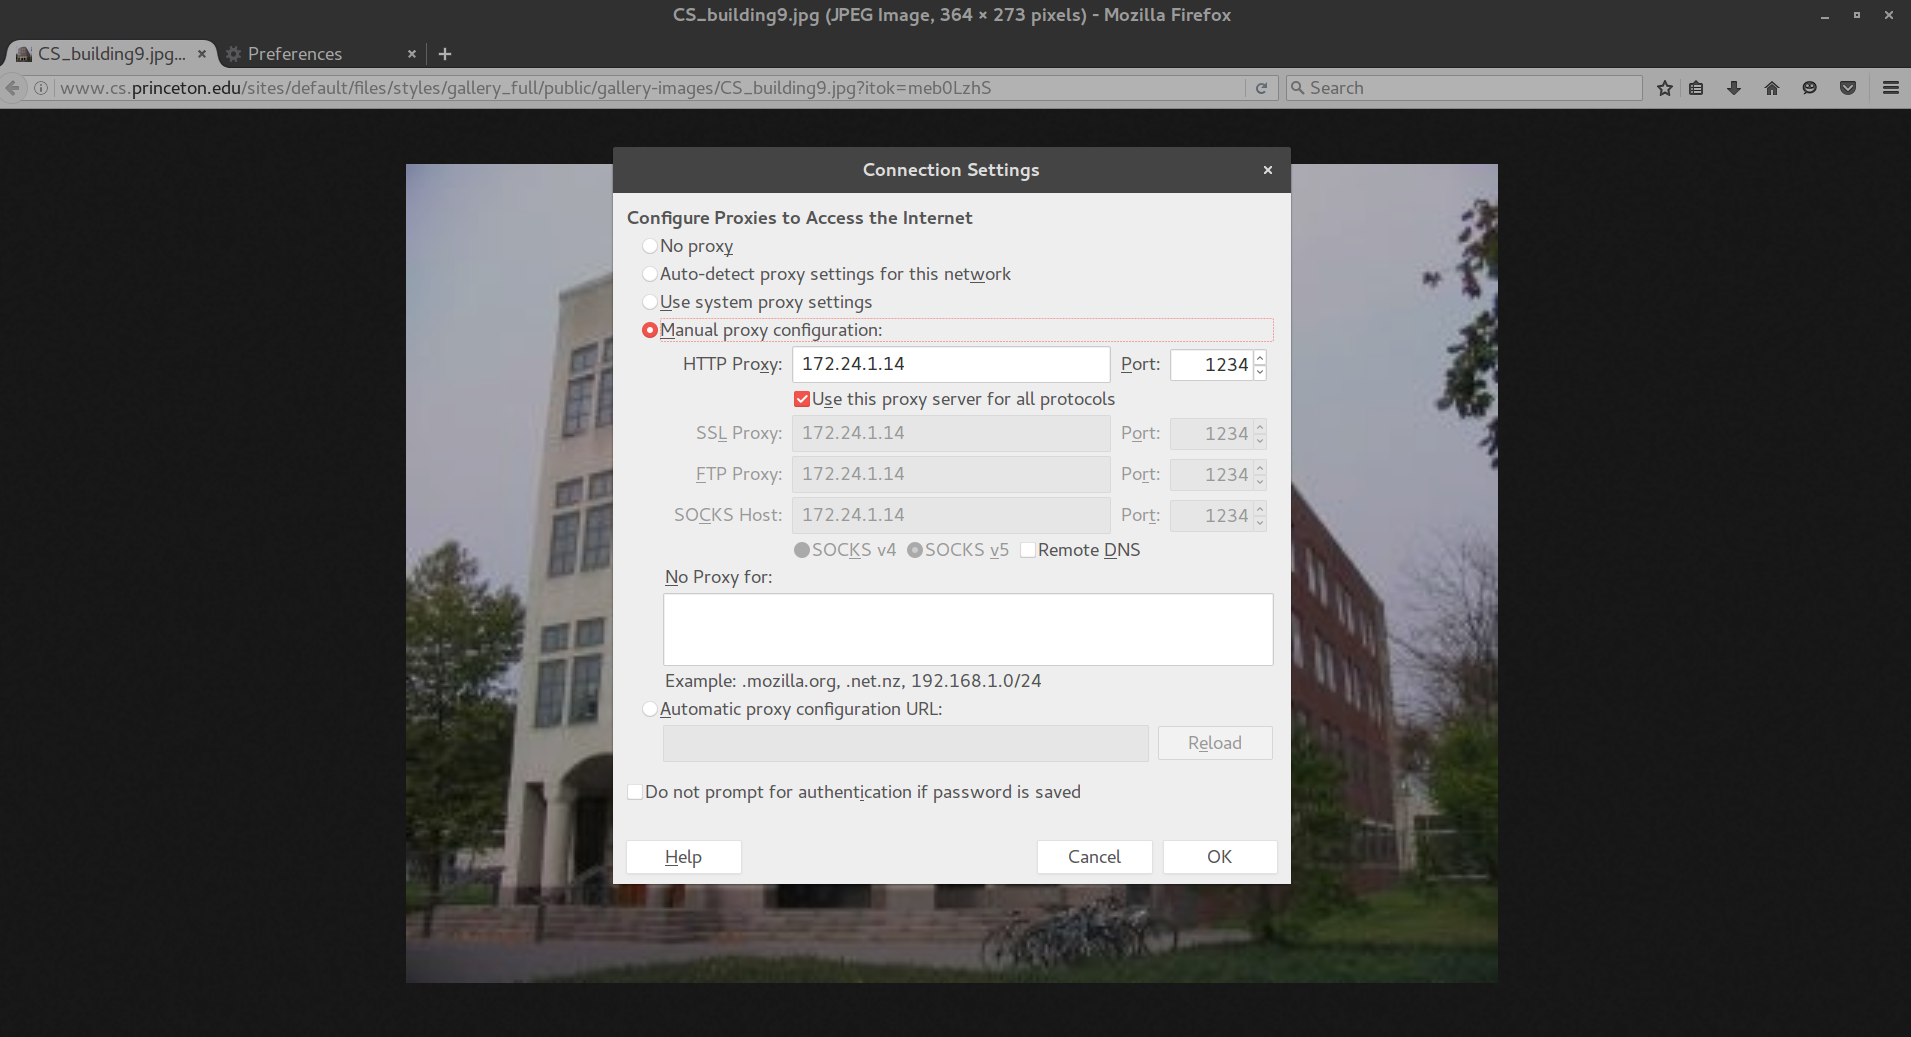 CS_building9.jpg (JPEG Image, 364 × 273 pixels) - Mozilla Firefox
CS_building9.jpg... Preferences
www.cs.princeton.edu/sites/default/files/styles/gallery_full/public/gallery-images/CS_building9.jpg?itok=meb0LzhS Search
Connection Settings
Configure Proxies to Access the Internet
No proxy
Auto-detect proxy settings for this network
Use system proxy settings
Manual proxy configuration:
HTTP Proxy: 172.24.1.14 Port: 1234
Use this proxy server for all protocols
SSL Proxy: 172.24.1.14 Port: 1234
FTP Proxy: 172.24.1.14 Port: 1234
SOCKS Host: 172.24.1.14 Port: 1234
SOCKS v4 SOCKS v5 Remote DNS
No Proxy for:
Example: .mozilla.org, .net.nz, 192.168.1.0/24
Automatic proxy configuration URL:
Reload
Do not prompt for authentication if password is saved
Help Cancel OK